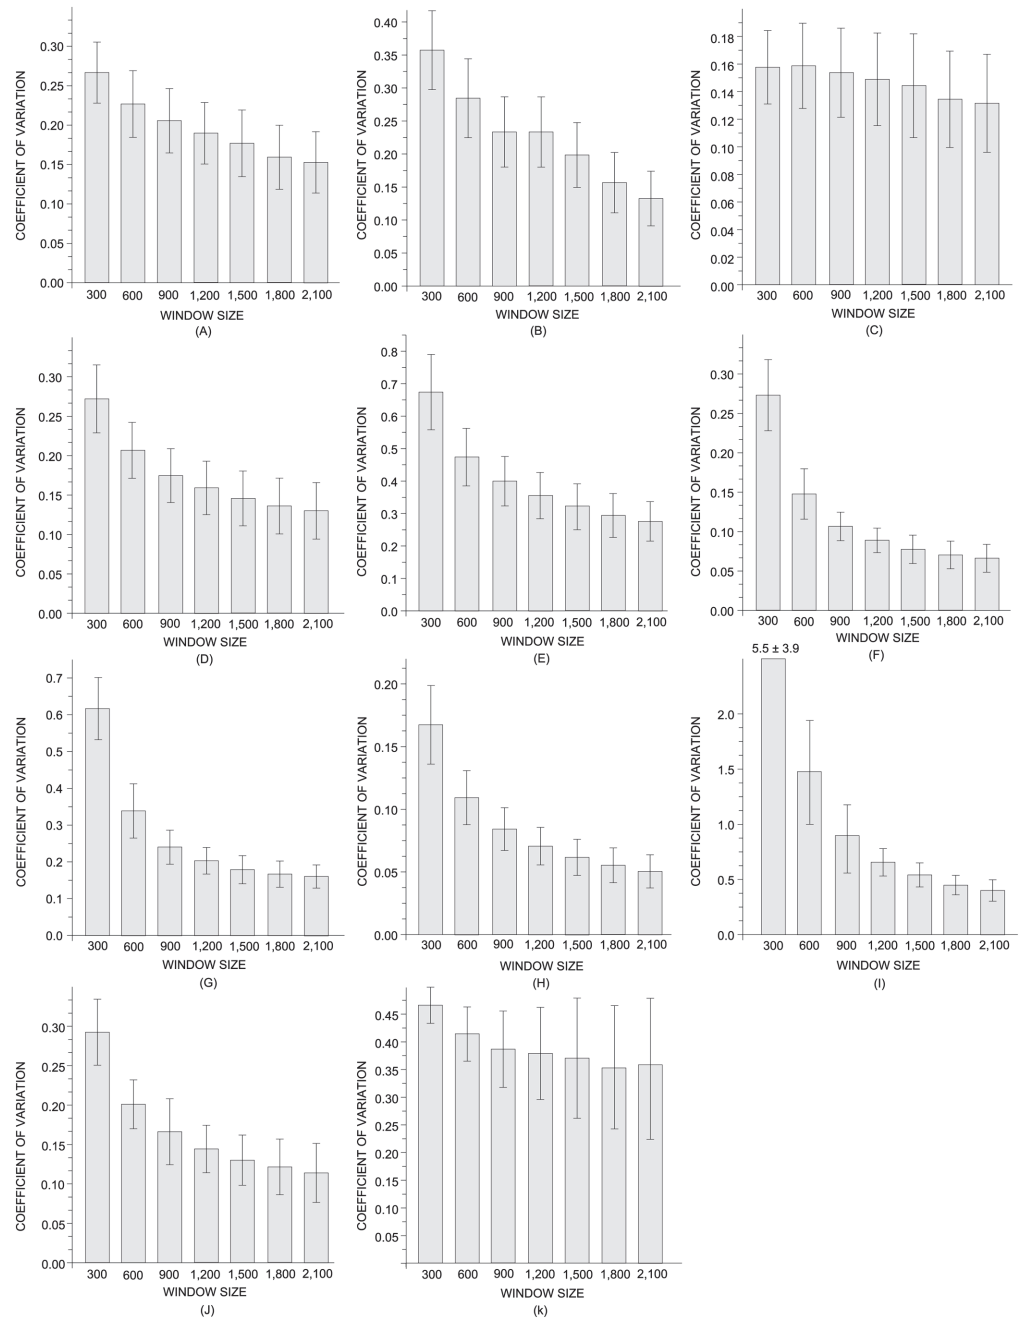 COEFFICIENT OF VARIATION
0.30
0.25
0.20
0.15
0.10
0.05
0.00
300 600 900 1,200 1,500 1,800 2,100
WINDOW SIZE
(A)
COEFFICIENT OF VARIATION
0.40
0.35
0.30
0.25
0.20
0.15
0.10
0.05
0.00
300 600 900 1,200 1,500 1,800 2,100
WINDOW SIZE
(B)
COEFFICIENT OF VARIATION
0.18
0.16
0.14
0.12
0.10
0.08
0.06
0.04
0.02
0.00
300 600 900 1,200 1,500 1,800 2,100
WINDOW SIZE
(C)
COEFFICIENT OF VARIATION
0.30
0.25
0.20
0.15
0.10
0.05
0.00
300 600 900 1,200 1,500 1,800 2,100
WINDOW SIZE
(D)
COEFFICIENT OF VARIATION
0.8
0.7
0.6
0.5
0.4
0.3
0.2
0.1
0.0
300 600 900 1,200 1,500 1,800 2,100
WINDOW SIZE
(E)
COEFFICIENT OF VARIATION
0.30
0.25
0.20
0.15
0.10
0.05
0.00
300 600 900 1,200 1,500 1,800 2,100
WINDOW SIZE
(F)
COEFFICIENT OF VARIATION
0.7
0.6
0.5
0.4
0.3
0.2
0.1
0.0
300 600 900 1,200 1,500 1,800 2,100
WINDOW SIZE
(G)
COEFFICIENT OF VARIATION
0.20
0.15
0.10
0.05
0.00
300 600 900 1,200 1,500 1,800 2,100
WINDOW SIZE
(H)
5.5 ± 3.9
COEFFICIENT OF VARIATION
2.0
1.5
1.0
0.5
0.0
300 600 900 1,200 1,500 1,800 2,100
WINDOW SIZE
(I)
COEFFICIENT OF VARIATION
0.30
0.25
0.20
0.15
0.10
0.05
0.00
300 600 900 1,200 1,500 1,800 2,100
WINDOW SIZE
(J)
COEFFICIENT OF VARIATION
0.45
0.40
0.35
0.30
0.25
0.20
0.15
0.10
0.05
300 600 900 1,200 1,500 1,800 2,100
WINDOW SIZE
(k)